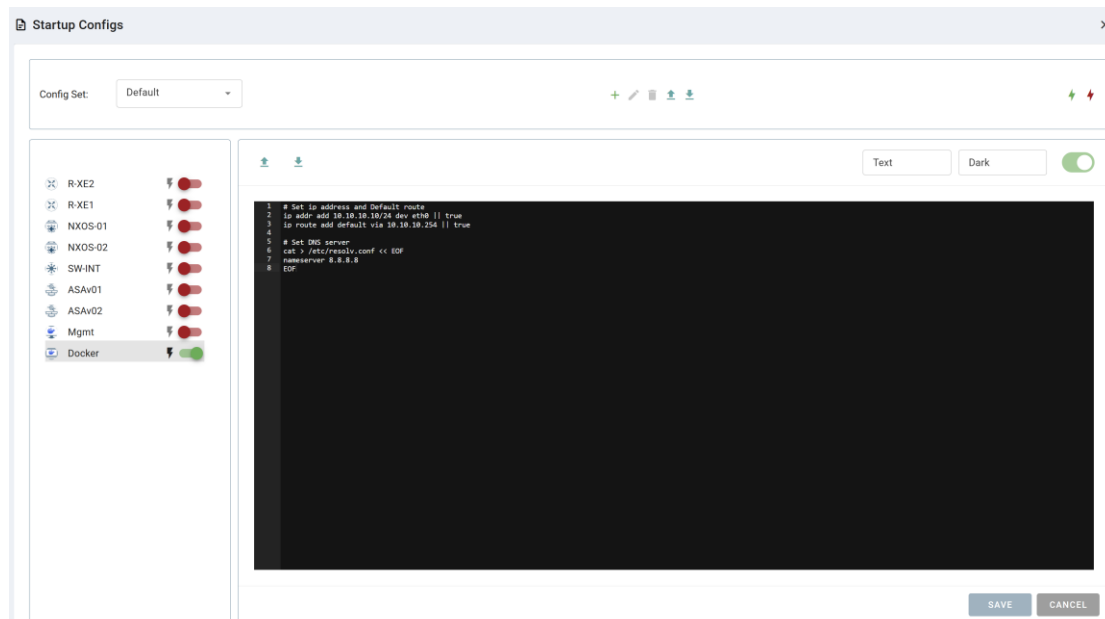 Startup Configs
Config Set:
Default
Text
Dark
R-XE2
R-XE1
NXOS-01
NXOS-02
SW-INT
ASAv01
ASAv02
Mgmt
Docker
1 # Set ip address and Default route
2 ip addr add 10.10.10.10/24 dev eth0 || true
3 ip route add default via 10.10.10.254 || true
4
5 # Set DNS server
6 cat > /etc/resolv.conf << EOF
7 nameserver 8.8.8.8
8 EOF
SAVE
CANCEL